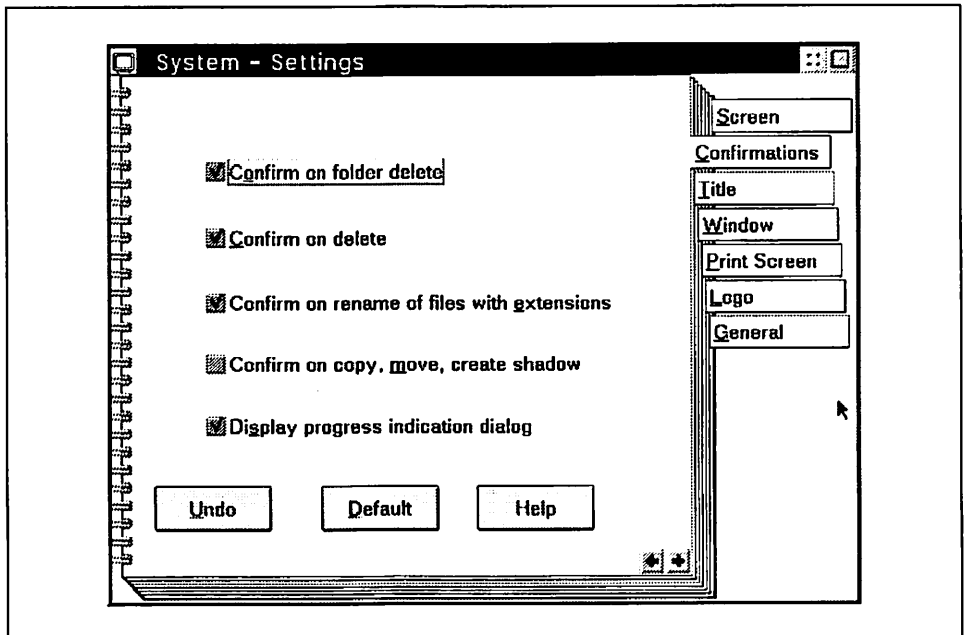 System - Settings
Screen
Confirmations
Title
Window
Print Screen
Logo
General
Confirm on folder delete
Confirm on delete
Confirm on rename of files with extensions
Confirm on copy, move, create shadow
Display progress indication dialog
Undo
Default
Help